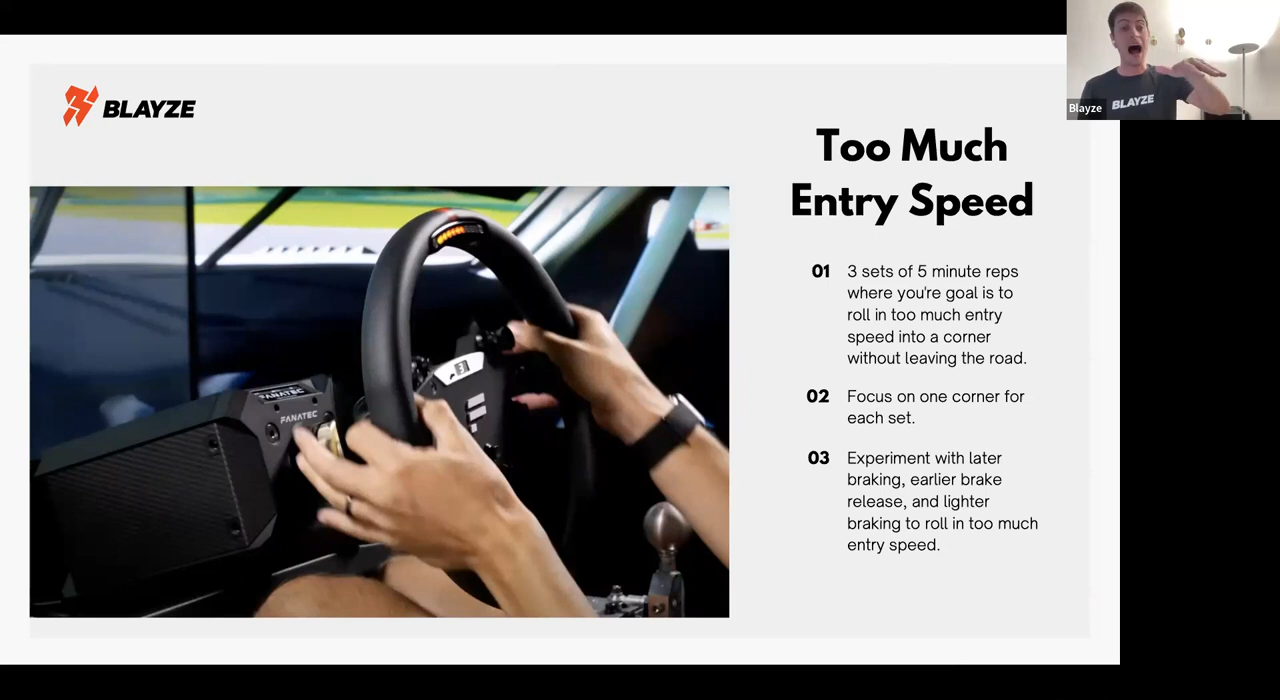 BLAYZE
Too Much
Entry Speed
01 3 sets of 5 minute reps
where you're goal is to
roll in too much entry
speed into a corner
without leaving the road.
02 Focus on one corner for
each set.
03 Experiment with later
braking, earlier brake
release, and lighter
braking to roll in too much
entry speed.
FANATEC
FANATEC
Blayze
BLAYZE